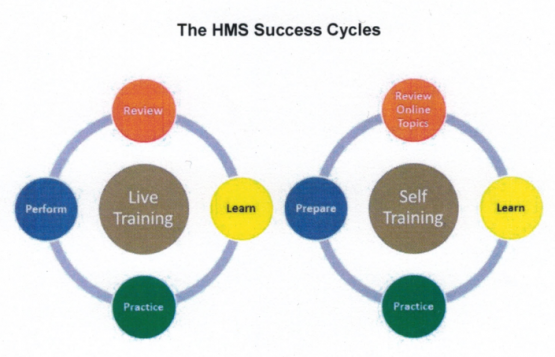 The HMS Success Cycles
Review
Perform
Live
Training
Learn
Practice
Review
Online
Topics
Prepare
Self
Training
Learn
Practice